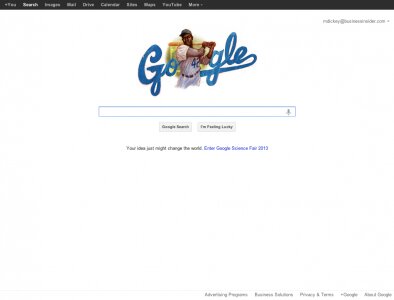 +You Search Images Mail Drive Calendar Sites Maps YouTube More
mdickey@businessinsider.com
Google
42
Google Search I'm Feeling Lucky
Your idea just might change the world. Enter Google Science Fair 2013
Advertising Programs Business Solutions Privacy & Terms +Google About Google